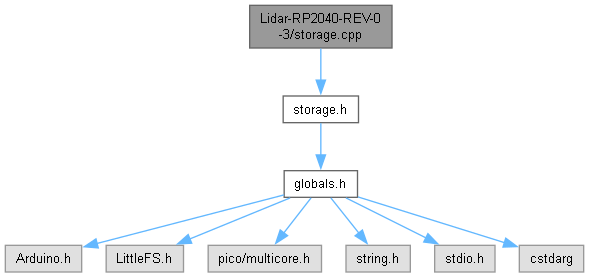 Lidar-RP2040-REV-0
-3/storage.cpp
storage.h
globals.h
Arduino.h
LittleFS.h
pico/multicore.h
string.h
stdio.h
cstdarg